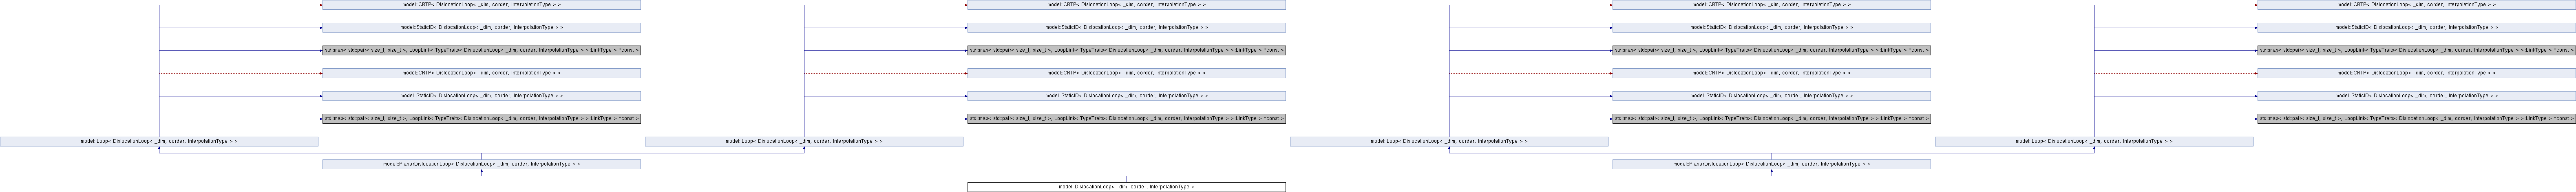 model::CRTP< DislocationLoop< _dim, corder, InterpolationType > >
model::CRTP< DislocationLoop< _dim, corder, InterpolationType > >
model::CRTP< DislocationLoop< _dim, corder, InterpolationType > >
model::CRTP< DislocationLoop< _dim, corder, InterpolationType > >
model::StaticID< DislocationLoop< _dim, corder, InterpolationType > >
model::StaticID< DislocationLoop< _dim, corder, InterpolationType > >
model::StaticID< DislocationLoop< _dim, corder, InterpolationType > >
model::StaticID< DislocationLoop< _dim, corder, InterpolationType > >
std::map< std::pair< size_t, size_t >, LoopLink< TypeTraits< DislocationLoop< _dim, corder, InterpolationType > >::LinkType > *const >
std::map< std::pair< size_t, size_t >, LoopLink< TypeTraits< DislocationLoop< _dim, corder, InterpolationType > >::LinkType > *const >
std::map< std::pair< size_t, size_t >, LoopLink< TypeTraits< DislocationLoop< _dim, corder, InterpolationType > >::LinkType > *const >
std::map< std::pair< size_t, size_t >, LoopLink< TypeTraits< DislocationLoop< _dim, corder, InterpolationType > >::LinkType > *const >
model::CRTP< DislocationLoop< _dim, corder, InterpolationType > >
model::CRTP< DislocationLoop< _dim, corder, InterpolationType > >
model::CRTP< DislocationLoop< _dim, corder, InterpolationType > >
model::CRTP< DislocationLoop< _dim, corder, InterpolationType > >
model::StaticID< DislocationLoop< _dim, corder, InterpolationType > >
model::StaticID< DislocationLoop< _dim, corder, InterpolationType > >
model::StaticID< DislocationLoop< _dim, corder, InterpolationType > >
model::StaticID< DislocationLoop< _dim, corder, InterpolationType > >
std::map< std::pair< size_t, size_t >, LoopLink< TypeTraits< DislocationLoop< _dim, corder, InterpolationType > >::LinkType > *const >
std::map< std::pair< size_t, size_t >, LoopLink< TypeTraits< DislocationLoop< _dim, corder, InterpolationType > >::LinkType > *const >
std::map< std::pair< size_t, size_t >, LoopLink< TypeTraits< DislocationLoop< _dim, corder, InterpolationType > >::LinkType > *const >
std::map< std::pair< size_t, size_t >, LoopLink< TypeTraits< DislocationLoop< _dim, corder, InterpolationType > >::LinkType > *const >
model::Loop< DislocationLoop< _dim, corder, InterpolationType > >
model::Loop< DislocationLoop< _dim, corder, InterpolationType > >
model::Loop< DislocationLoop< _dim, corder, InterpolationType > >
model::Loop< DislocationLoop< _dim, corder, InterpolationType > >
model::PlanarDislocationLoop< DislocationLoop< _dim, corder, InterpolationType > >
model::PlanarDislocationLoop< DislocationLoop< _dim, corder, InterpolationType > >
model::DislocationLoop< _dim, corder, InterpolationType >